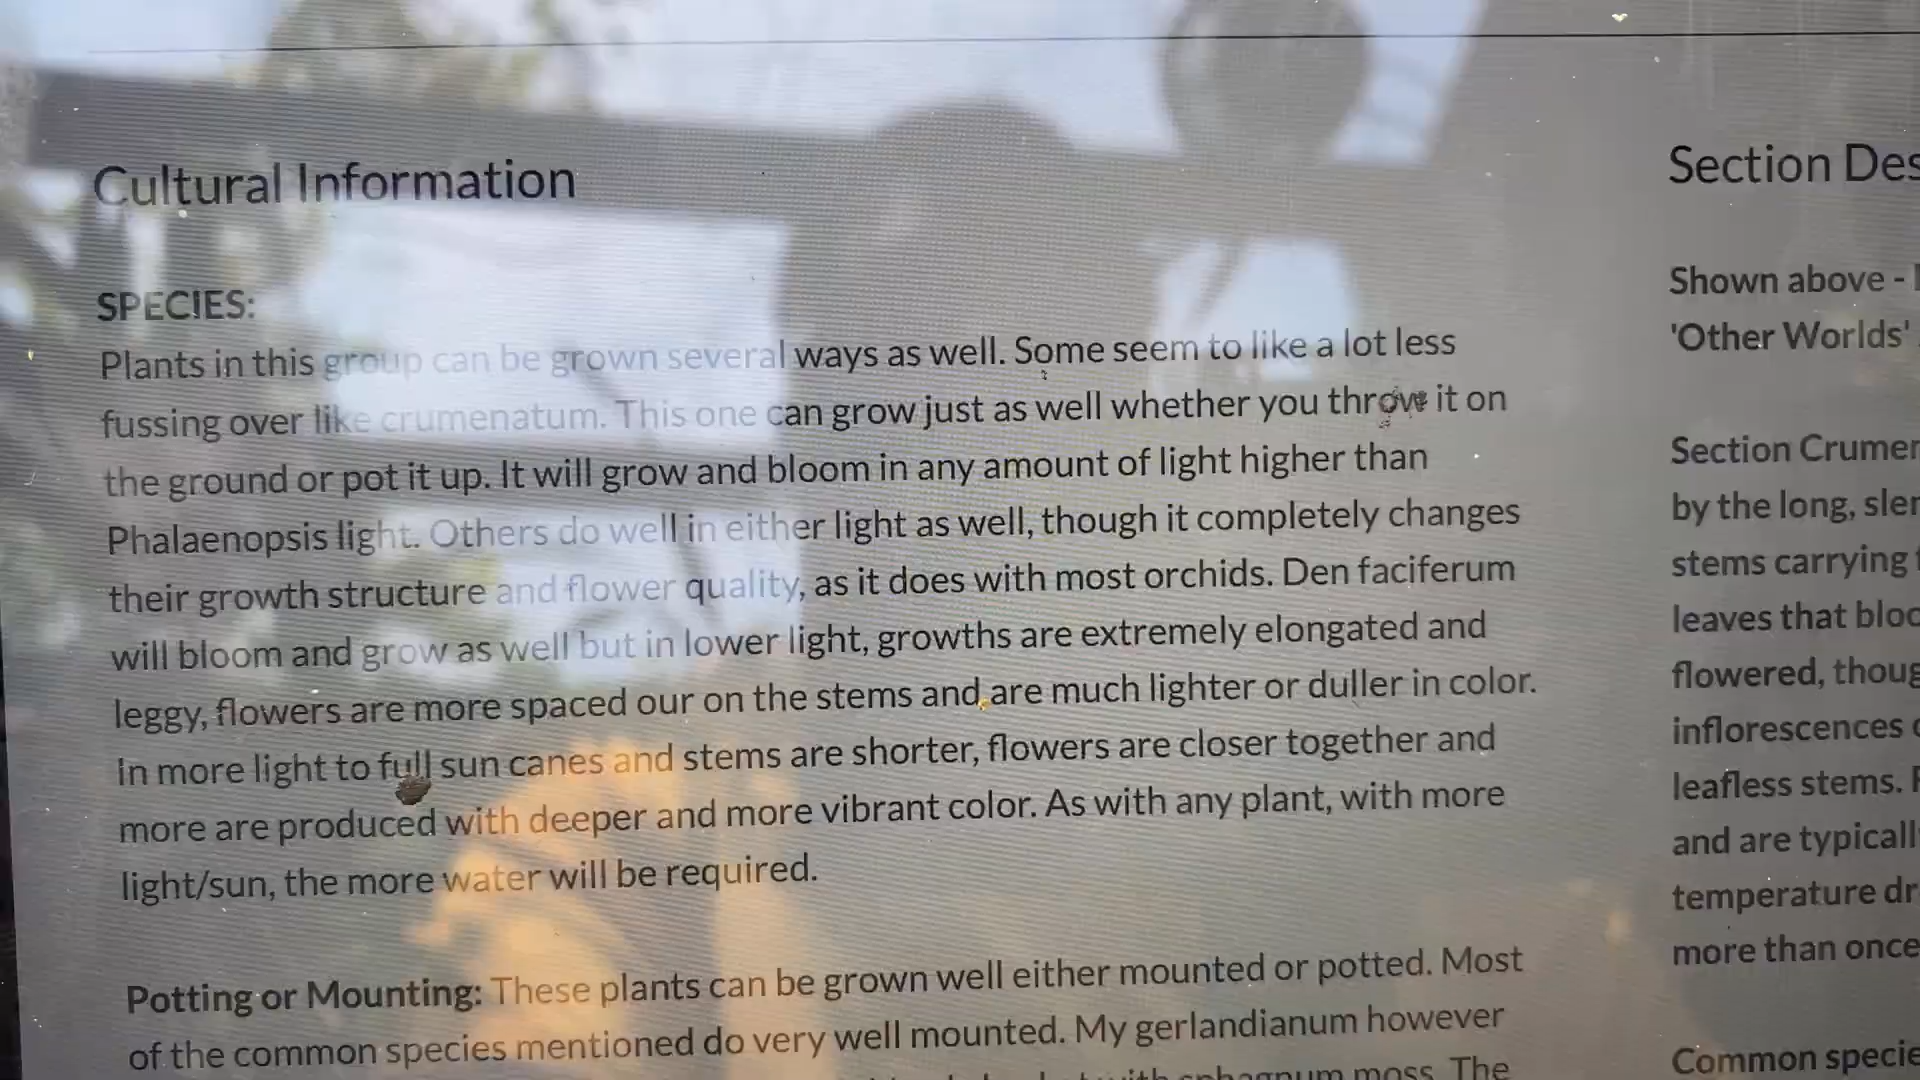 Cultural Information
SPECIES:
Plants in this group can be grown several ways as well. Some seem to like a lot less
fussing over like crumenatum. This one can grow just as well whether you throw it on
the ground or pot it up. It will grow and bloom in any amount of light higher than
Phalaenopsis light. Others do well in either light as well, though it completely changes
their growth structure and flower quality, as it does with most orchids. Den faciferum
will bloom and grow as well but in lower light, growths are extremely elongated and
leggy, flowers are more spaced our on the stems and are much lighter or duller in color.
In more light to full sun canes and stems are shorter, flowers are closer together and
more are produced with deeper and more vibrant color. As with any plant, with more
light/sun, the more water will be required.
Potting or Mounting: These plants can be grown well either mounted or potted. Most
of the common species mentioned do very well mounted. My gerlandianum however
with sphagnum moss. The
Section Des
Shown above -
'Other Worlds'
Section Crumer
by the long, sler
stems carrying
leaves that bloo
flowered, thoug
inflorescences
leafless stems.
and are typicall
temperature dr
more than once
Common specie